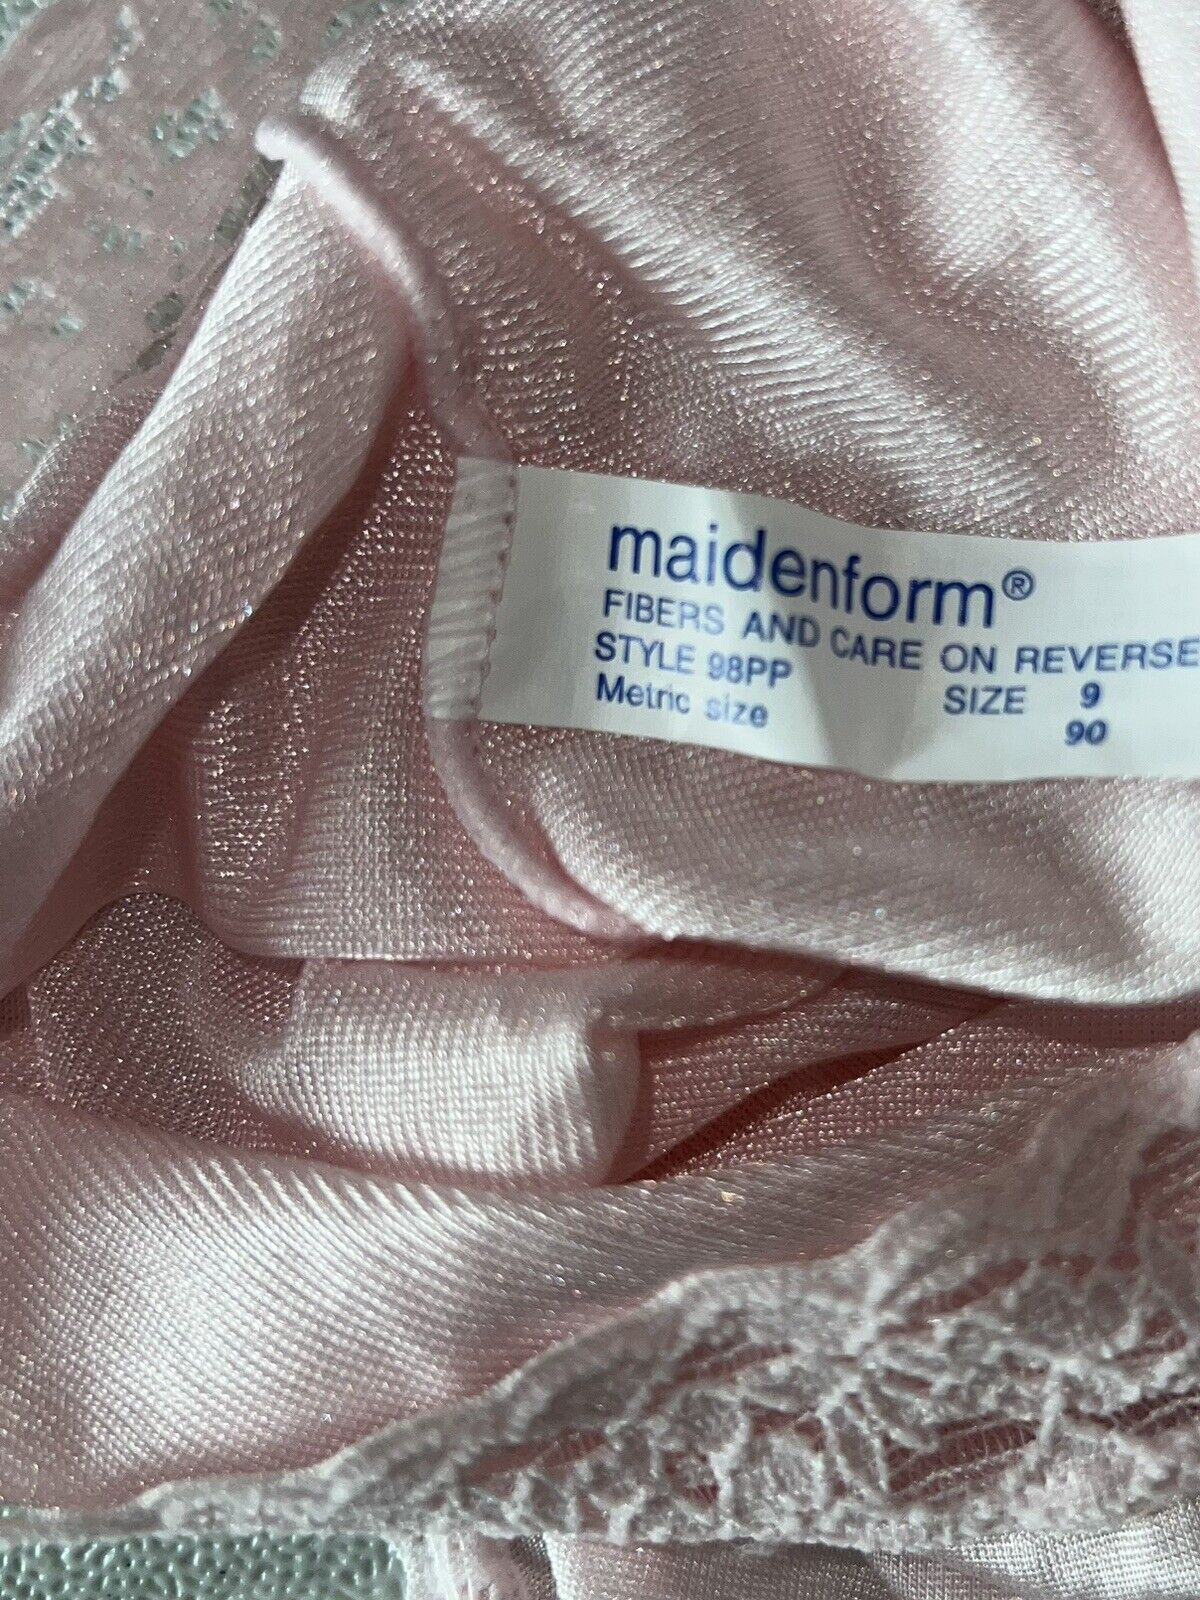 maidenform®
FIBERS AND CARE ON REVERSE
STYLE 98PP SIZE 9
Metric size 90